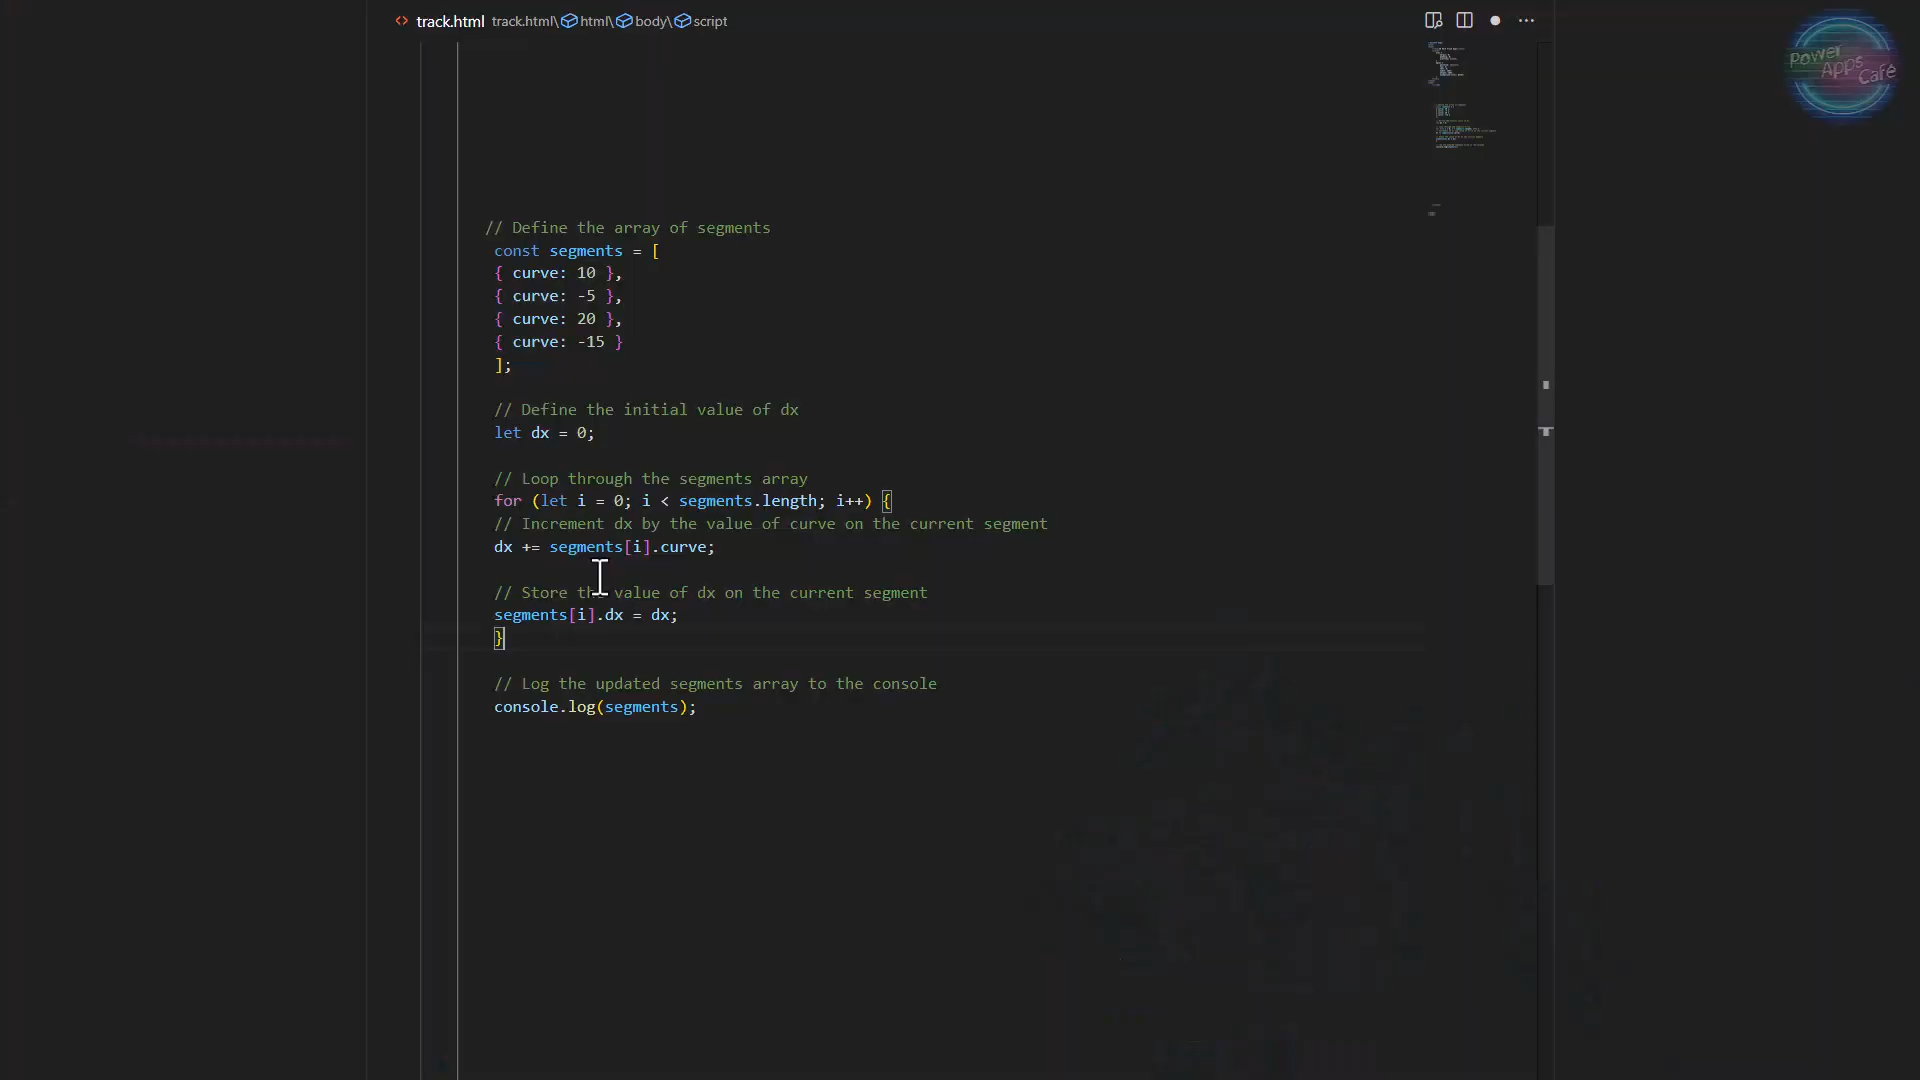 track.html track.html\html\body\script
Power Apps Café
// Define the array of segments
const segments = [
{ curve: 10 },
{ curve: -5 },
{ curve: 20 },
{ curve: -15 }
];
// Define the initial value of dx
let dx = 0;
// Loop through the segments array
for (let i = 0; i < segments.length; i++) {
// Increment dx by the value of curve on the current segment
dx += segments[i].curve;
// Store the value of dx on the current segment
segments[i].dx = dx;
}
// Log the updated segments array to the console
console.log(segments);